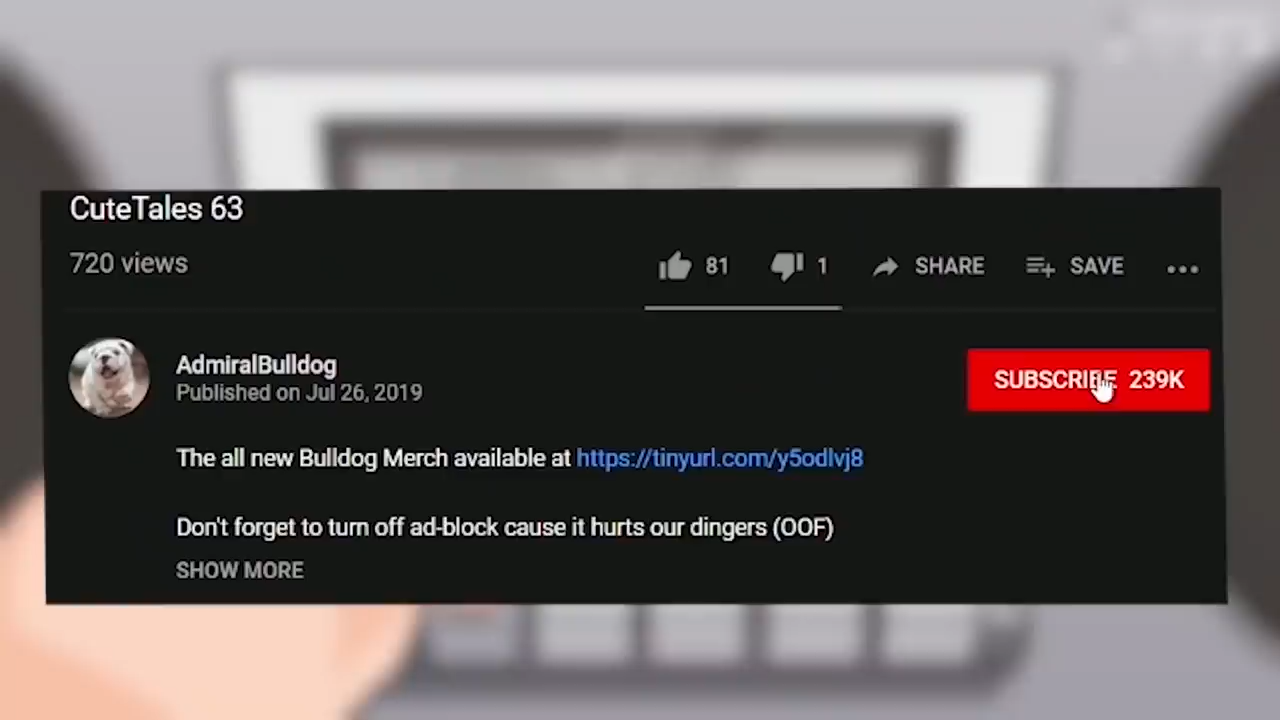 CuteTales 63
720 views
81 1 SHARE SAVE
AdmiralBulldog
Published on Jul 26, 2019
SUBSCRIBE 239K
The all new Bulldog Merch available at https://tinyurl.com/y5odlvj8
Don't forget to turn off ad-block cause it hurts our dingers (OOF)
SHOW MORE